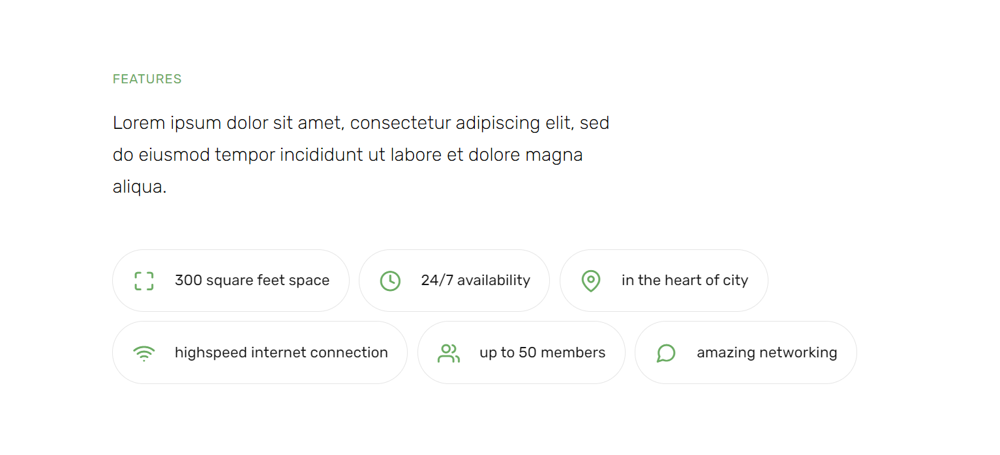 FEATURES
Lorem ipsum dolor sit amet, consectetur adipiscing elit, sed
do eiusmod tempor incididunt ut labore et dolore magna
aliqua.
300 square feet space
24/7 availability
in the heart of city
highspeed internet connection
up to 50 members
amazing networking